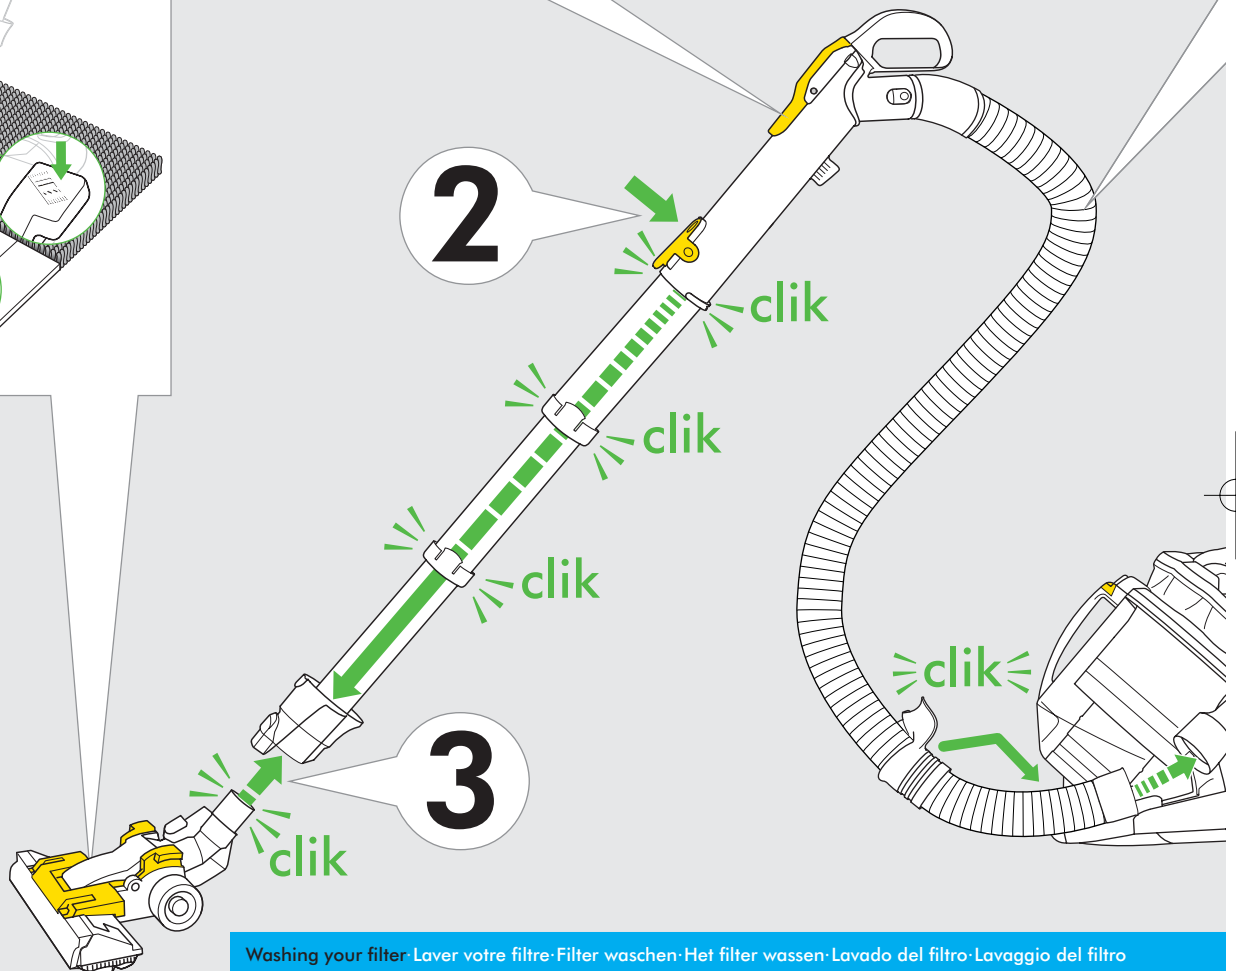 2
clik
clik
clik
clik
3
clik
Washing your filter·Laver votre filtre·Filter waschen·Het filter wassen·Lavado del filtro·Lavaggio del filtro